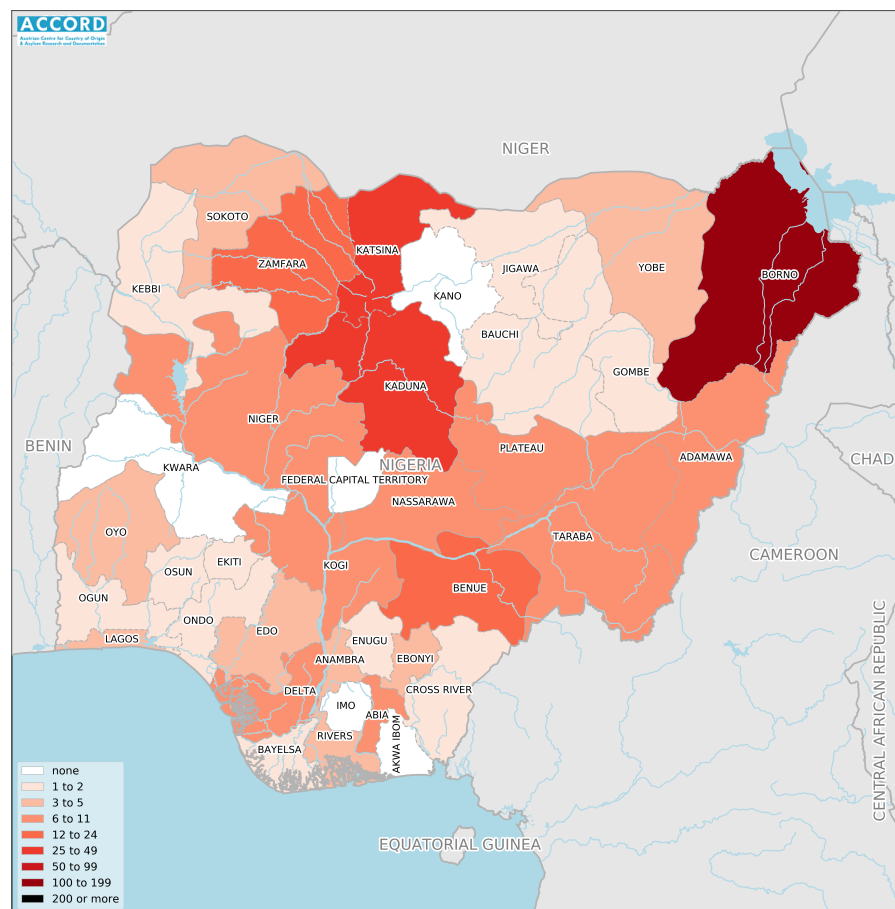 ACCORD
Austrian Centre for Country of Origin
& Asylum Research and Documentation
NIGER
SOKOTO
KATSINA
ZAMFARA
YOBE
JIGAWA
BORNO
KEBBI
KANO
BAUCHI
GOMBE
KADUNA
NIGER
BENIN
PLATEAU
ADAMAWA
CHAD
NIGERIA
KWARA
FEDERAL CAPITAL TERRITORY
NASSARAWA
OYO
TARABA
CAMEROON
EKITI
KOGI
OSUN
BENUE
OGUN
ONDO
EDO
LAGOS
ENUGU
ANAMBRA
EBONYI
DELTA
CROSS RIVER
IMO
ABIA
AKWA IBOM
RIVERS
BAYELSA
CENTRAL AFRICAN REPUBLIC
EQUATORIAL GUINEA
none
1 to 2
3 to 5
6 to 11
12 to 24
25 to 49
50 to 99
100 to 199
200 or more